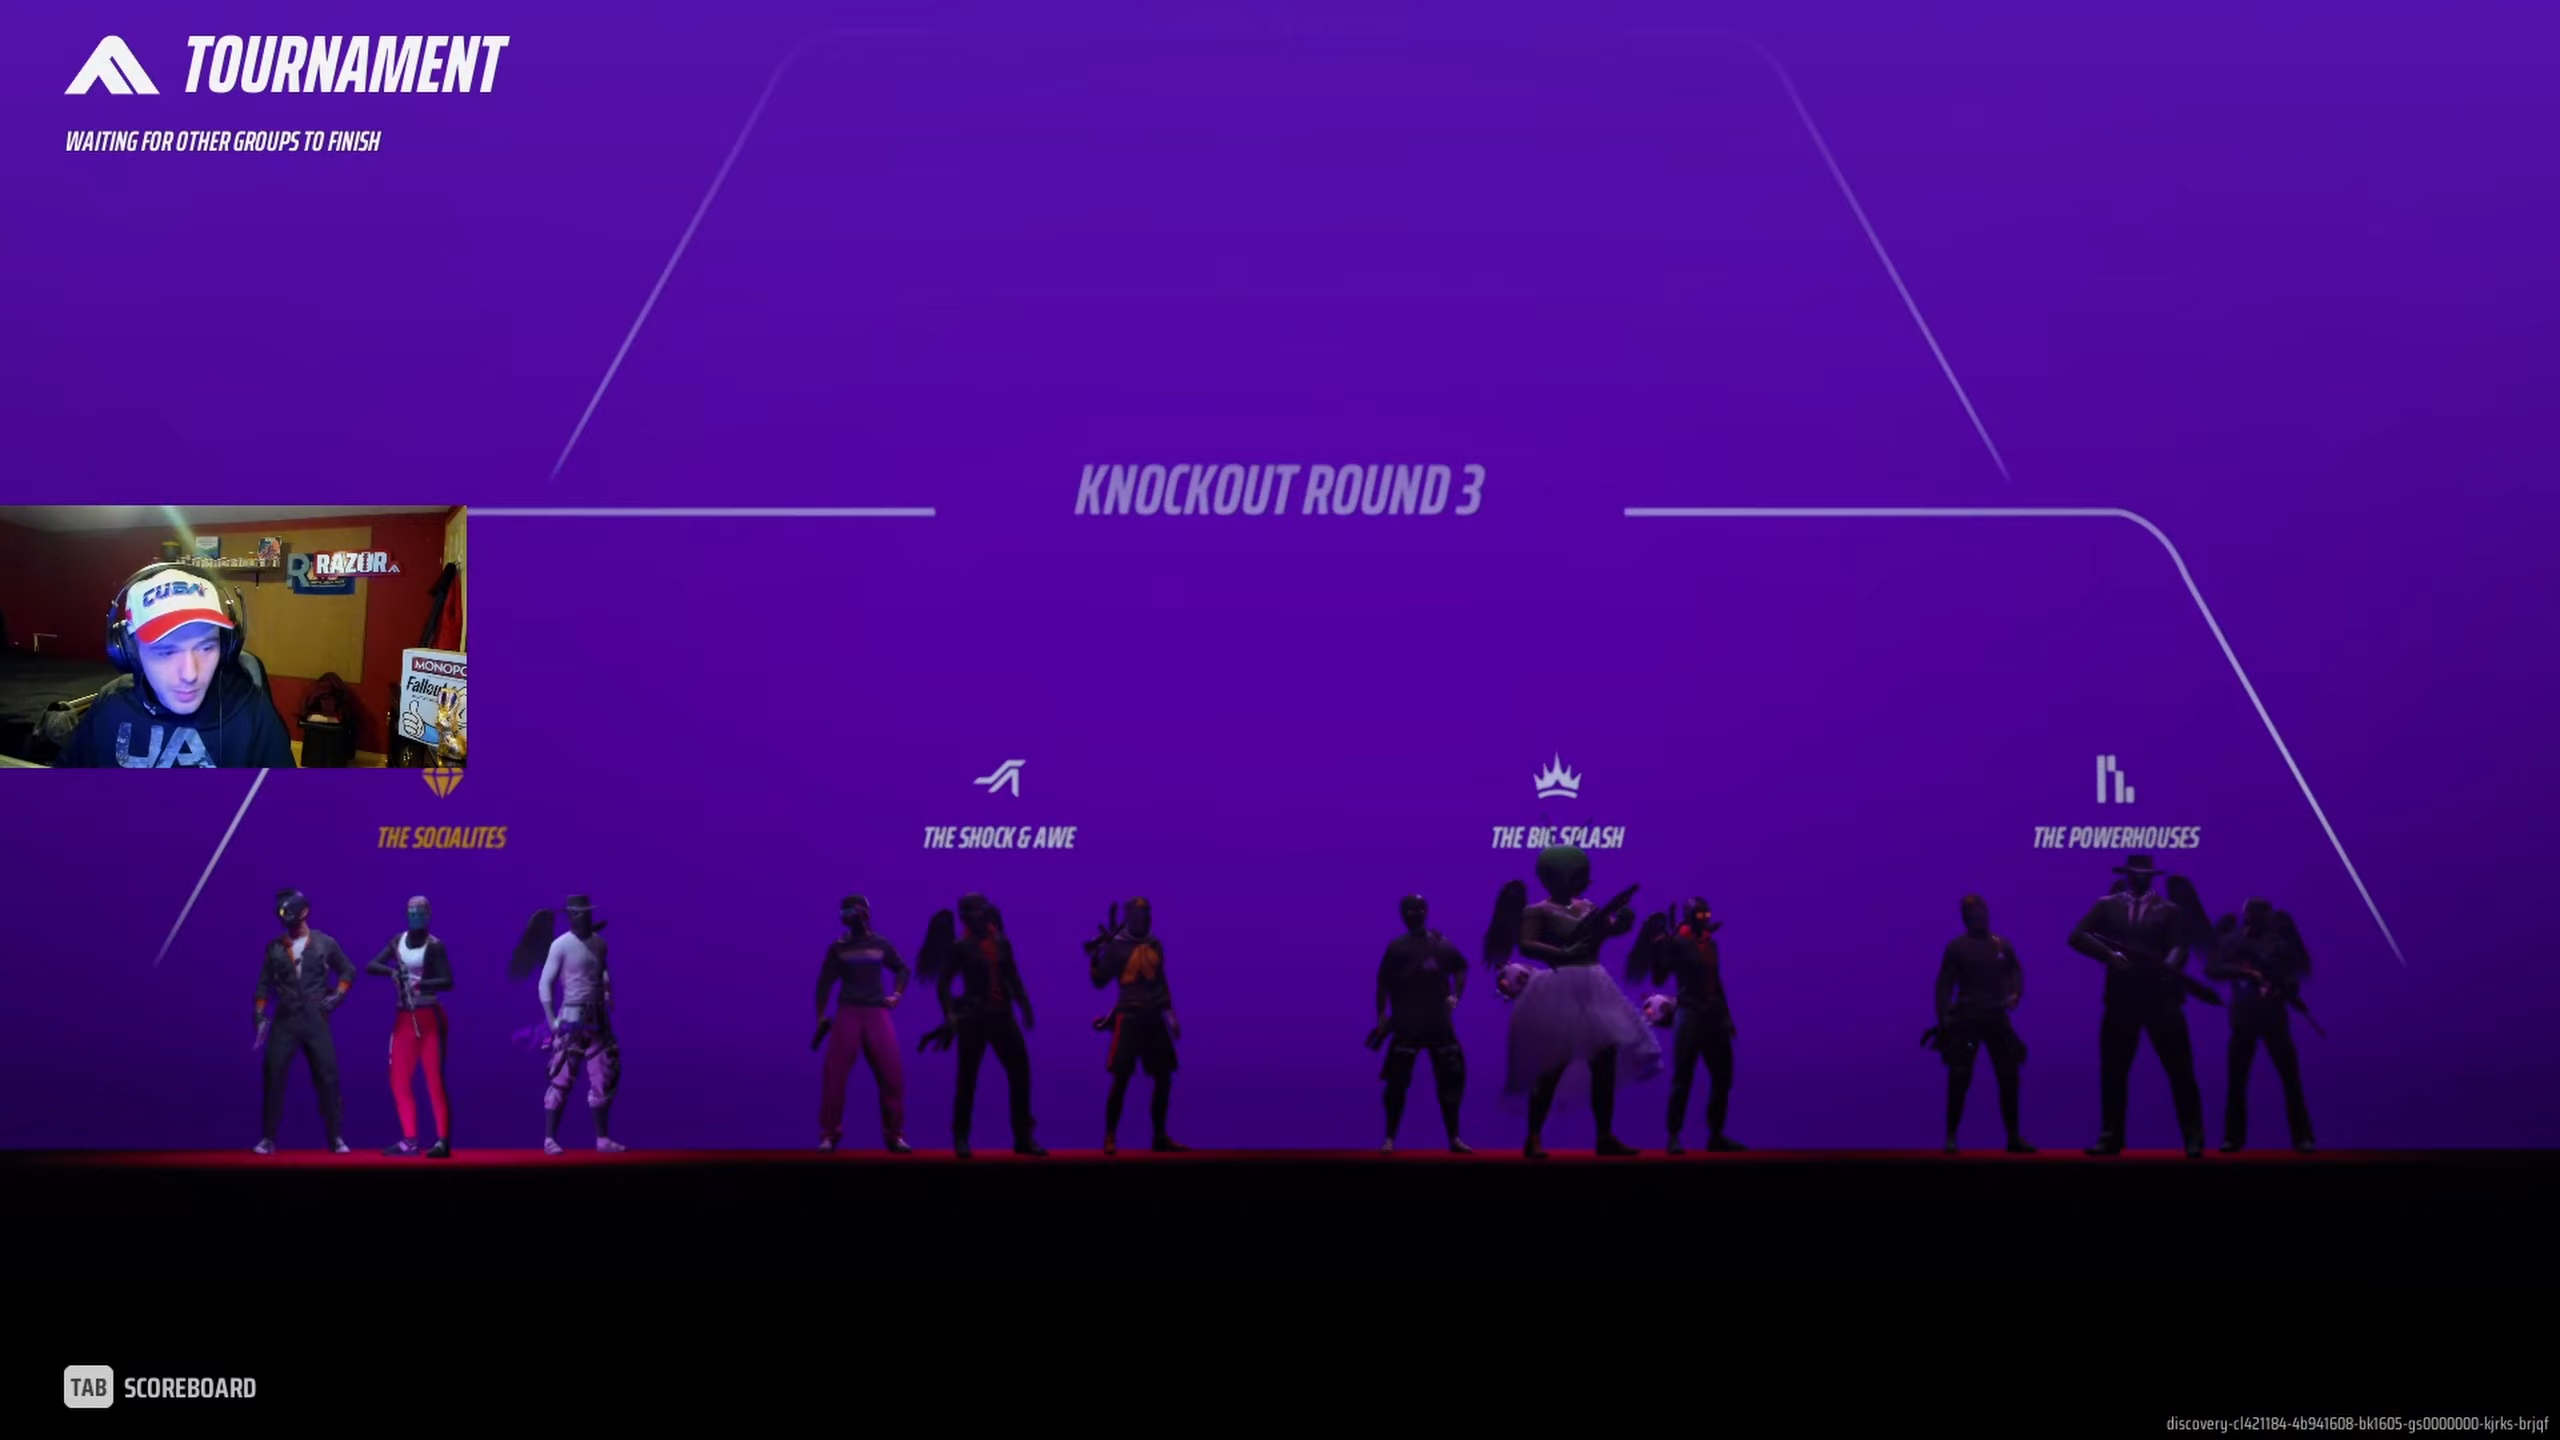 TOURNAMENT
WAITING FOR OTHER GROUPS TO FINISH
KNOCKOUT ROUND 3
RAZOR
CUBA
MONOPO
Fallou
UA
THE SOCIALITES
THE SHOCK & AWE
THE BIG SPLASH
THE POWERHOUSES
TAB SCOREBOARD
discovery-cl421184-4b941608-bk1605-gs0000000-kjrks-brjqf